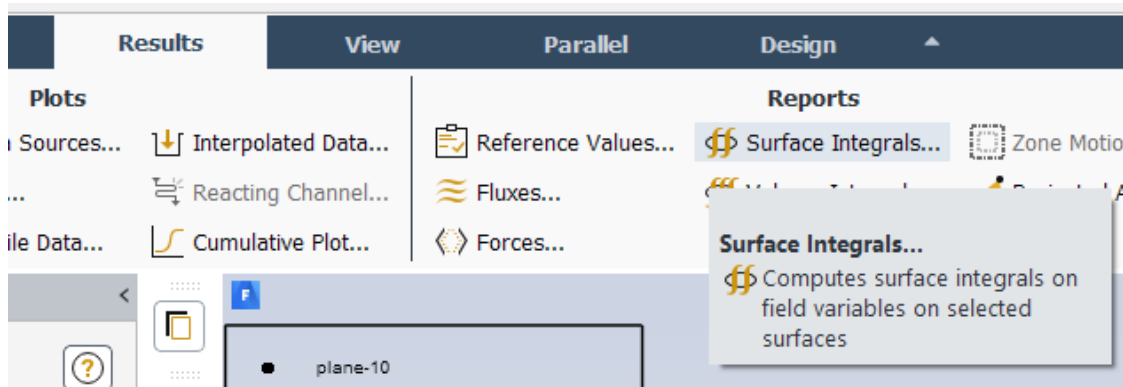 Results View Parallel Design
Plots Reports
Sources... Interpolated Data... Reference Values... Surface Integrals... Zone Motio
... Reacting Channel... Fluxes...
ile Data... Cumulative Plot... Forces...
Surface Integrals...
Computes surface integrals on
field variables on selected
surfaces
F
plane-10